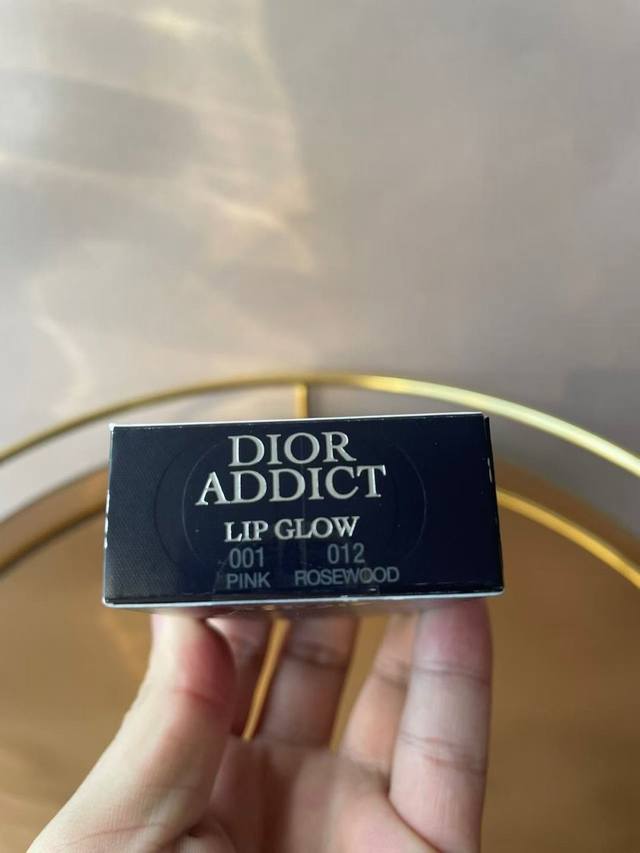 DIOR
ADDICT
LIP GLOW
001 012
PINK ROSEWOOD